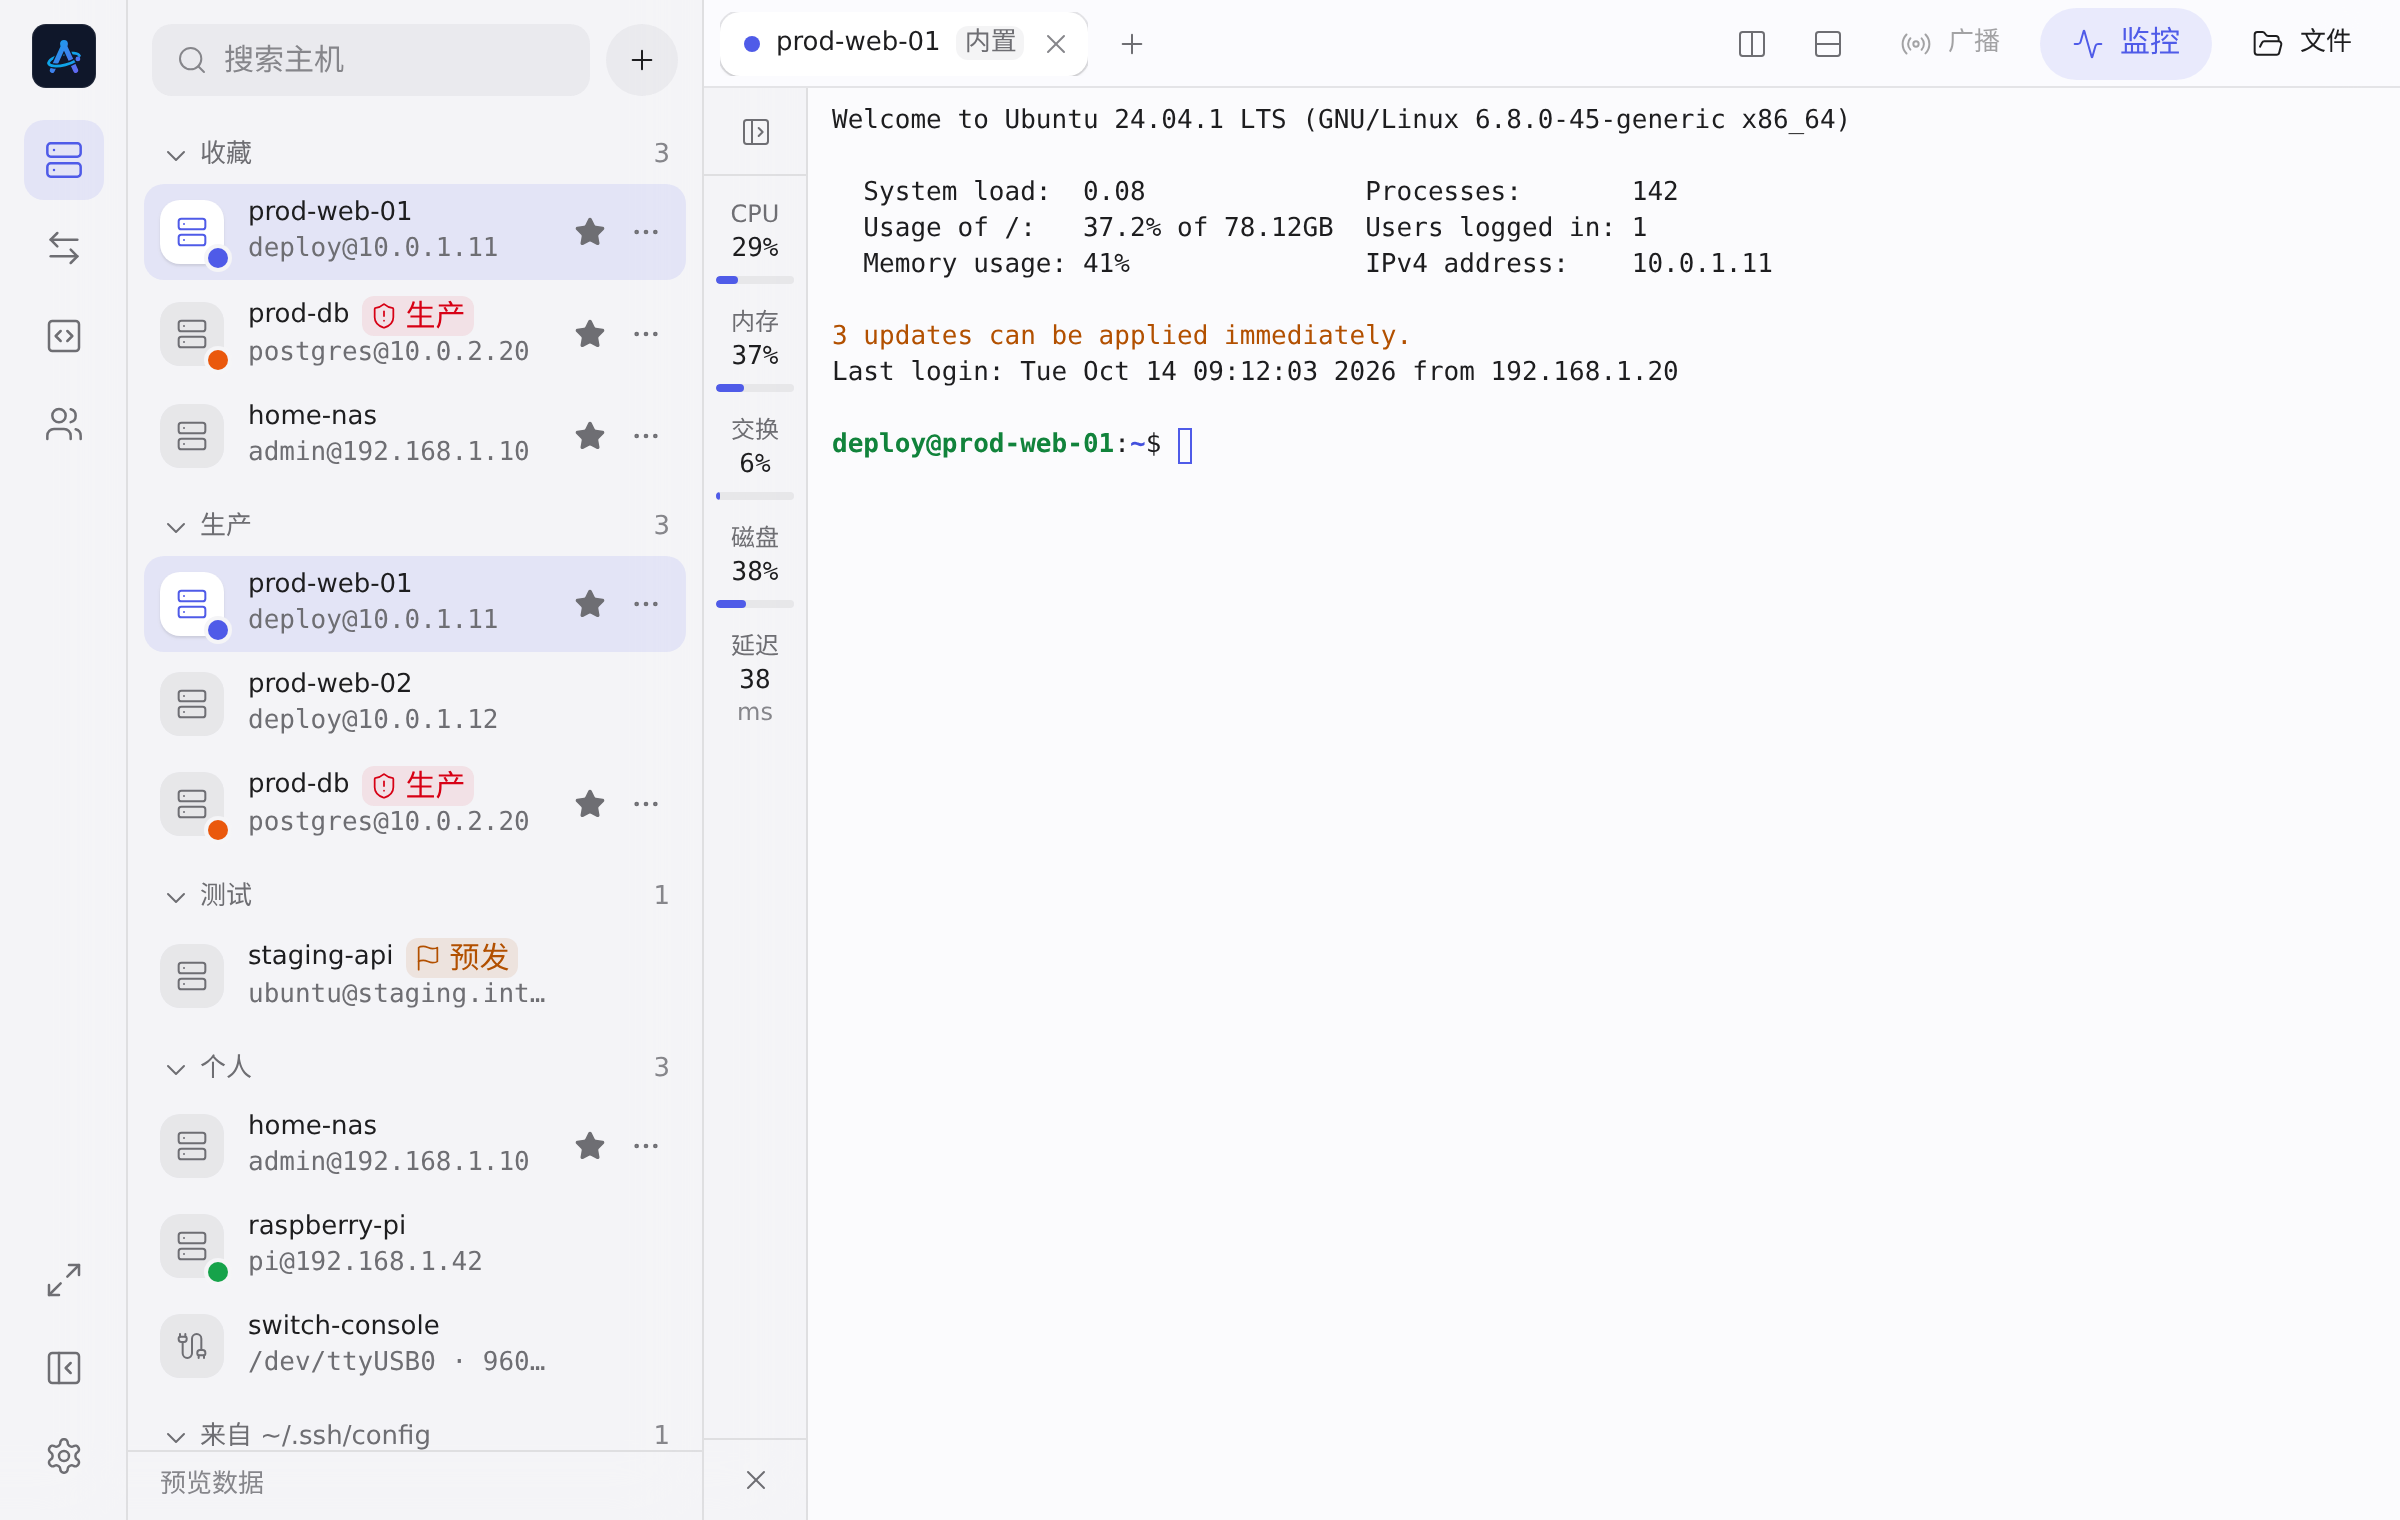 搜索主机
收藏 3
prod-web-01
deploy@10.0.1.11
prod-db 生产
postgres@10.0.2.20
home-nas
admin@192.168.1.10
生产 3
prod-web-01
deploy@10.0.1.11
prod-web-02
deploy@10.0.1.12
prod-db 生产
postgres@10.0.2.20
测试 1
staging-api 预发
ubuntu@staging.int…
个人 3
home-nas
admin@192.168.1.10
raspberry-pi
pi@192.168.1.42
switch-console
/dev/ttyUSB0 · 960…
来自 ~/.ssh/config 1
预览数据
prod-web-01 内置
广播 监控 文件
CPU
29%
内存
37%
交换
6%
磁盘
38%
延迟
38
ms
Welcome to Ubuntu 24.04.1 LTS (GNU/Linux 6.8.0-45-generic x86_64)
System load: 0.08 Processes: 142
Usage of /: 37.2% of 78.12GB Users logged in: 1
Memory usage: 41% IPv4 address: 10.0.1.11
3 updates can be applied immediately.
Last login: Tue Oct 14 09:12:03 2026 from 192.168.1.20
deploy@prod-web-01:~$